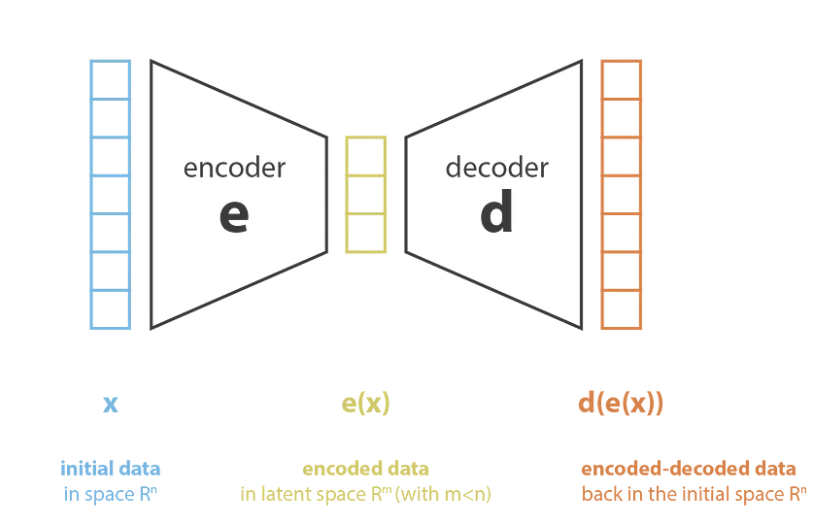 encoder
e
decoder
d
x
e(x)
d(e(x))
initial data
in space Rⁿ
encoded data
in latent space Rᵐ (with m<n)
encoded-decoded data
back in the initial space Rⁿ